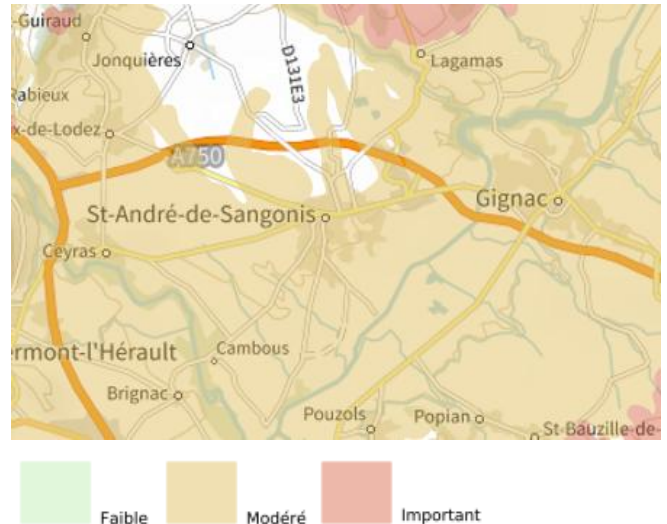 -Guiraud
Jonquières
D131E3
Lagamas
Rabieux
x-de-Lodez
A750
St-André-de-Sangonis
Gignac
Ceyras
ermont-l'Hérault
Cambous
Brignac
Pouzols
Popian
St-Bauzille-de-
Faible
Modéré
Important